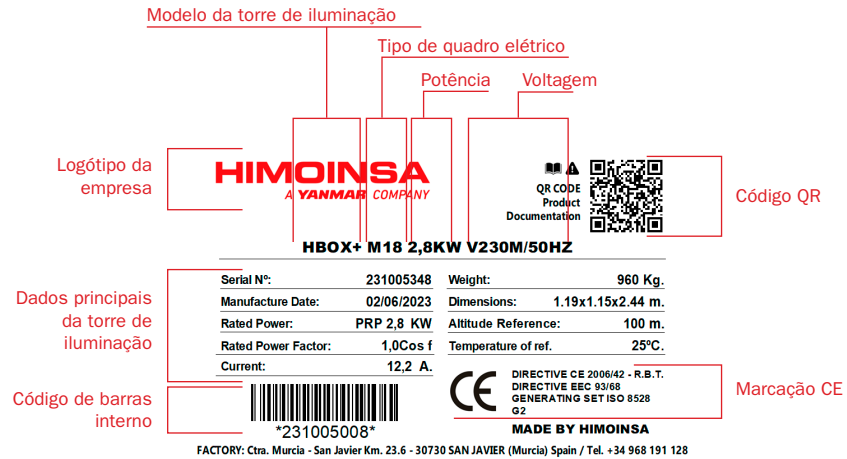 Modelo da torre de iluminação
Tipo de quadro elétrico
Potência
Voltagem
Logótipo da
empresa
HIMOINSA
A YANMAR COMPANY
QR CODE
Product
Documentation
Código QR
HBOX+ M18 2,8KW V230M/50HZ
Dados principais
da torre de
iluminação
Serial Nº: 231005348
Manufacture Date: 02/06/2023
Rated Power: PRP 2,8 KW
Rated Power Factor: 1,0Cos f
Current: 12,2 A.
Weight: 960 Kg.
Dimensions: 1.19x1.15x2.44 m.
Altitude Reference: 100 m.
Temperature of ref. 25ºC.
Código de barras
interno
*231005008*
CE
DIRECTIVE CE 2006/42 - R.B.T.
DIRECTIVE EEC 93/68
GENERATING SET ISO 8528
G2
MADE BY HIMOINSA
Marcação CE
FACTORY: Ctra. Murcia - San Javier Km. 23.6 - 30730 SAN JAVIER (Murcia) Spain / Tel. +34 968 191 128